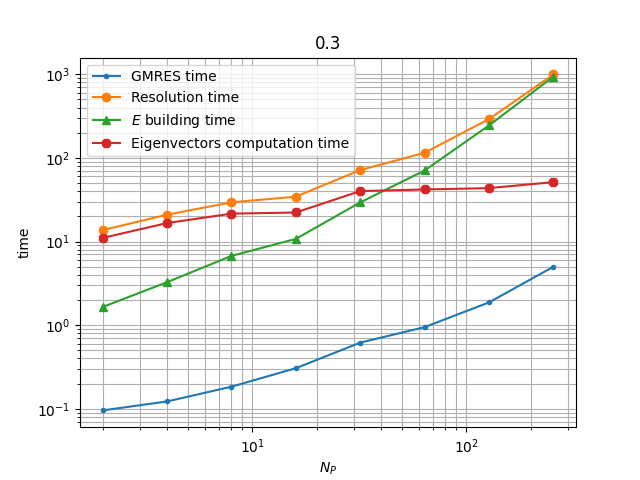 0.3
GMRES time
Resolution time
E building time
Eigenvectors computation time
time
10³
10²
10¹
10⁰
10⁻¹
10¹ 10²
N_P